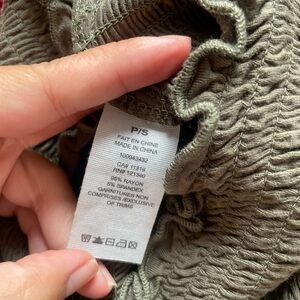 P/S
FAIT EN CHINE
MADE IN CHINA
100043432
CA# 11319
RN# 121340
95% RAYON
5% SPANDEX
GARNITURES NON
COMPRISES /EXCLUSIVE
OF TRIMS